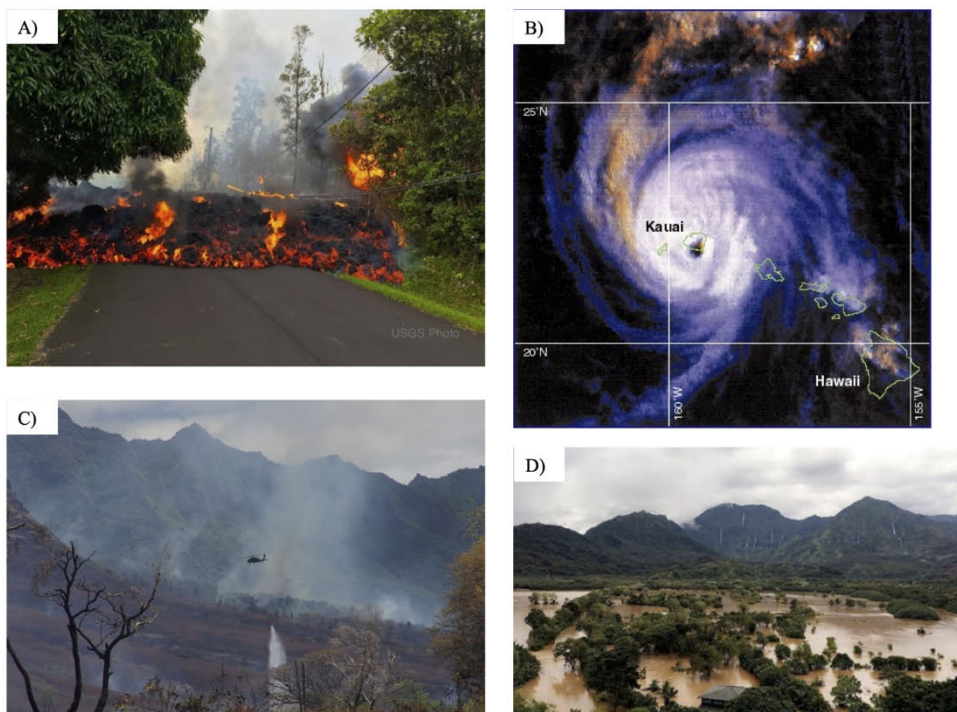 A)
USGS Photo
B)
25°N
Kauai
20°N
Hawaii
160°W
155°W
C)
D)